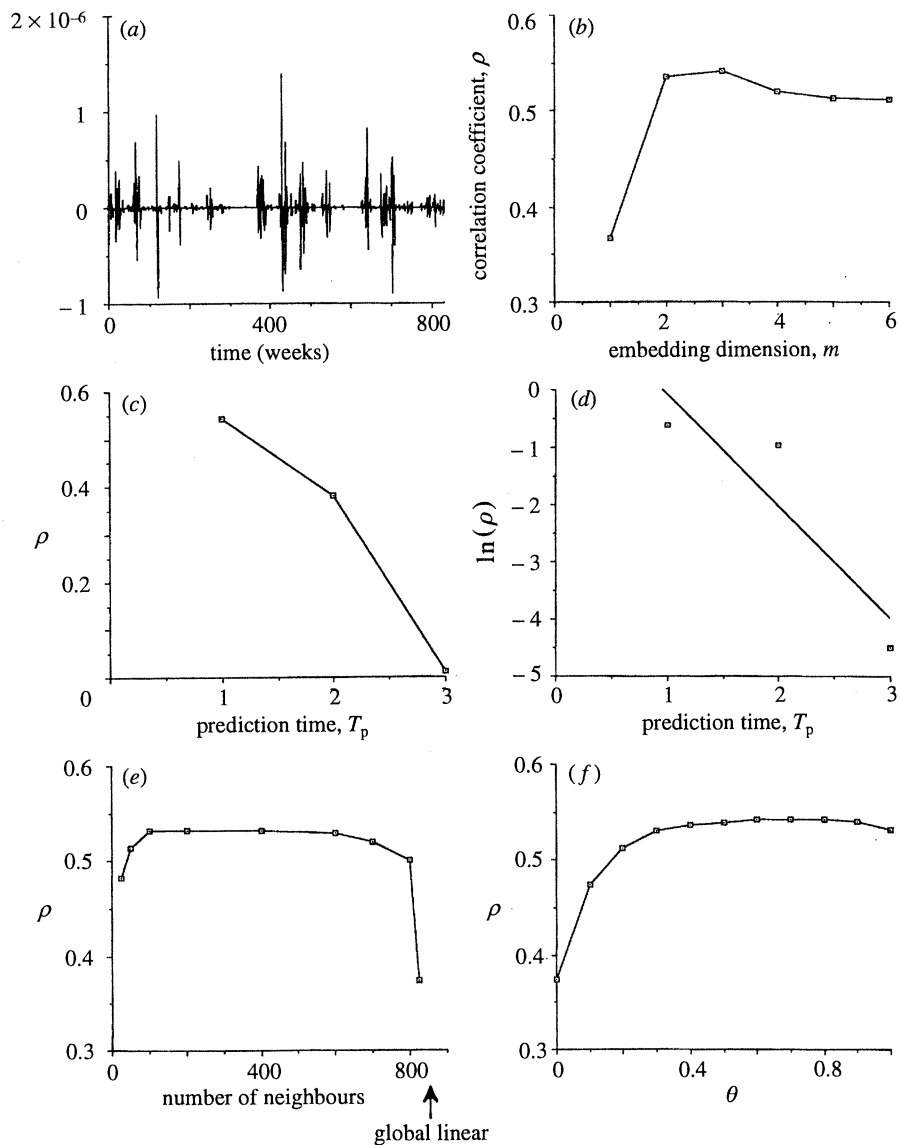 2 × 10⁻⁶
(a)
1
0
− 1
0
400
800
time (weeks)
0.6
(b)
0.5
0.4
0.3
correlation coefficient, ρ
0
2
4
6
embedding dimension, m
0.6
(c)
0.4
ρ
0.2
0
1
2
3
prediction time, Tₚ
0
(d)
− 1
− 2
− 3
− 4
−5
ln (ρ)
0
1
2
3
prediction time, Tₚ
0.6
(e)
0.5
ρ
0.4
0.3
0
400
800
number of neighbours
global linear
0.6
(f)
0.5
ρ
0.4
0.3
0
0.4
0.8
θ